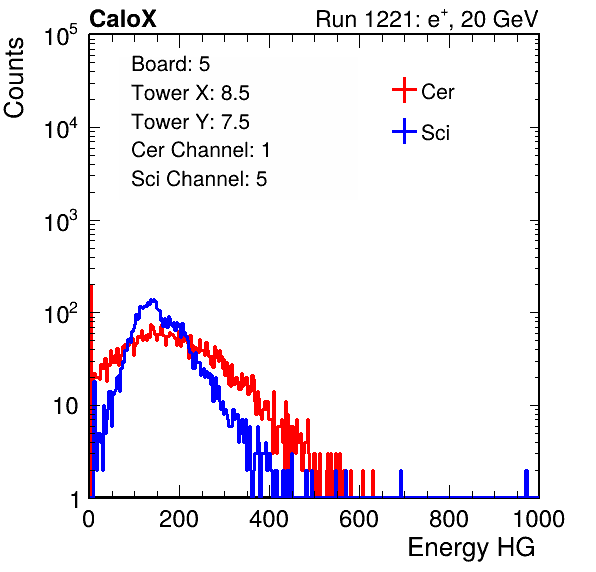 CaloX Run 1221: e⁺, 20 GeV
Counts
Board: 5
Tower X: 8.5
Tower Y: 7.5
Cer Channel: 1
Sci Channel: 5
Cer
Sci
10⁵
10⁴
10³
10²
10
1
0 200 400 600 800 1000
Energy HG